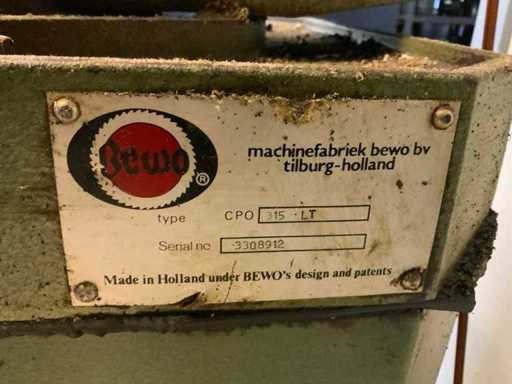 Bewo ®
machinefabriek bewo bv
tilburg-holland
type CPO 315 LT
Serial no 3308912
Made in Holland under BEWO's design and patents